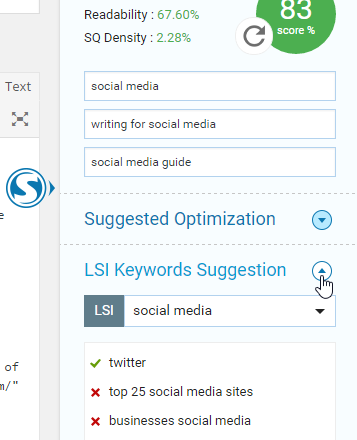 Readability : 67.60%
83
score %
SQ Density : 2.28%
Text
social media
writing for social media
social media guide
e
Suggested Optimization
LSI Keywords Suggestion
LSI social media
twitter
of
top 25 social media sites
m/"
businesses social media